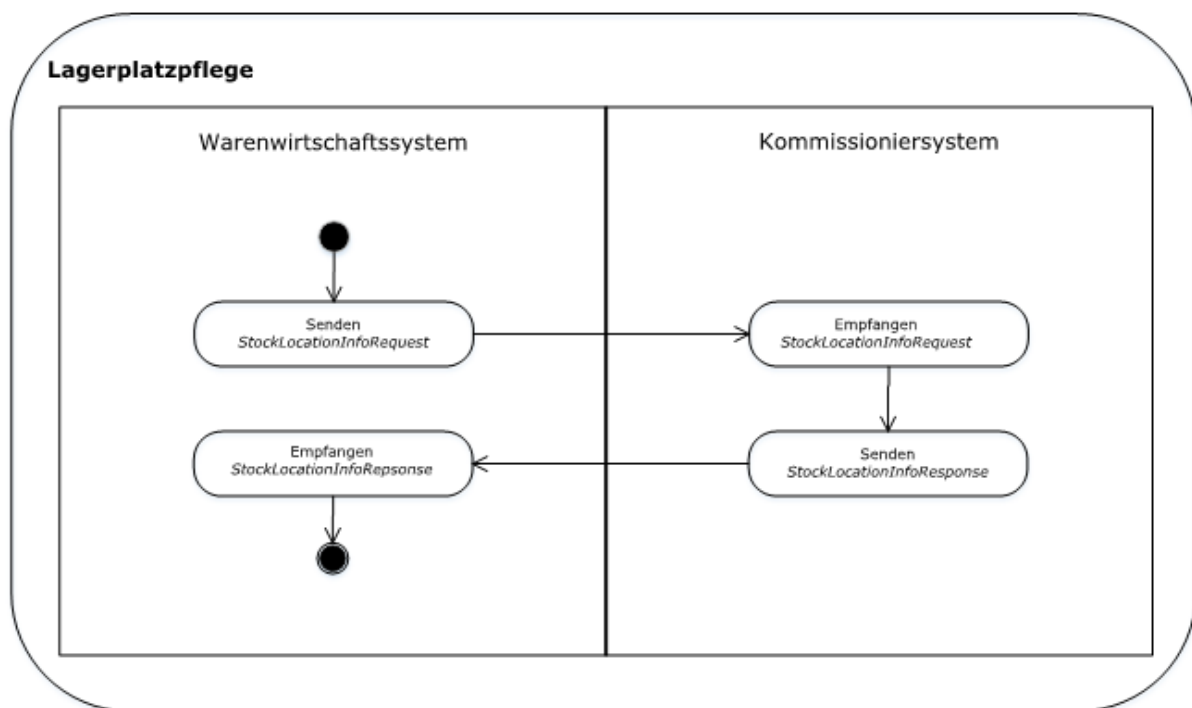 Lagerplatzpflege
Warenwirtschaftssystem
Kommissioniersystem
Senden
StockLocationInfoRequest
Empfangen
StockLocationInfoRequest
Empfangen
StockLocationInfoRepsonse
Senden
StockLocationInfoResponse